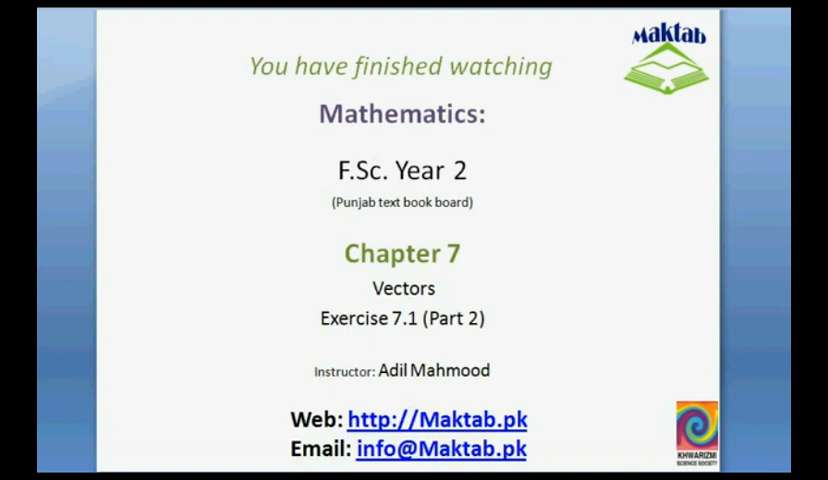 Maktab
You have finished watching
Mathematics:
F.Sc. Year 2
(Punjab text book board)
Chapter 7
Vectors
Exercise 7.1 (Part 2)
Instructor: Adil Mahmood
Web: http://Maktab.pk
Email: info@Maktab.pk
KHWARIZMI
SCIENCE SOCIETY